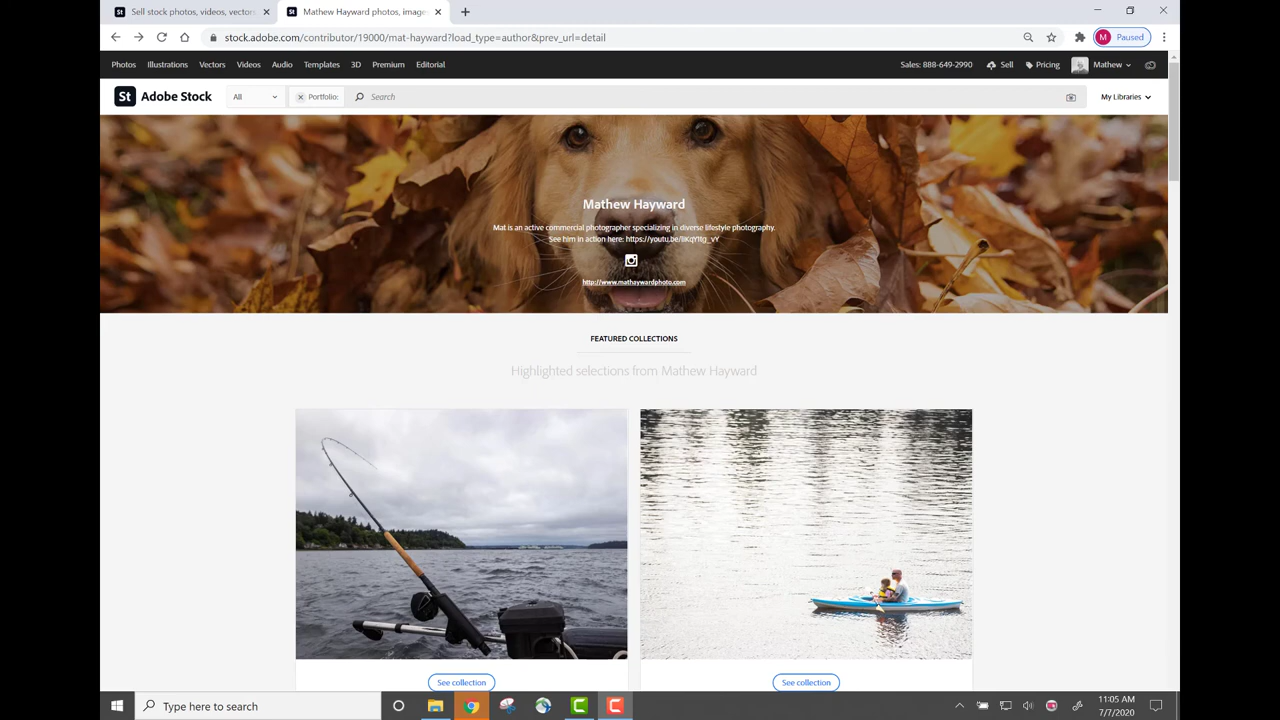 Sell stock photos, videos, vectors
Mathew Hayward photos, images
stock.adobe.com/contributor/19000/mat-hayward?load_type=author&prev_url=detail
M Paused
Photos Illustrations Vectors Videos Audio Templates 3D Premium Editorial Sales: 888-649-2990 Sell Pricing Mathew
St Adobe Stock All Portfolio: Search My Libraries
Mathew Hayward
Mat is an active commercial photographer specializing in diverse lifestyle photography.
See him in action here:
http://www.mathaywardphoto.com
FEATURED COLLECTIONS
Highlighted selections from Mathew Hayward
See collection See collection
Type here to search
11:05 AM
7/7/2020